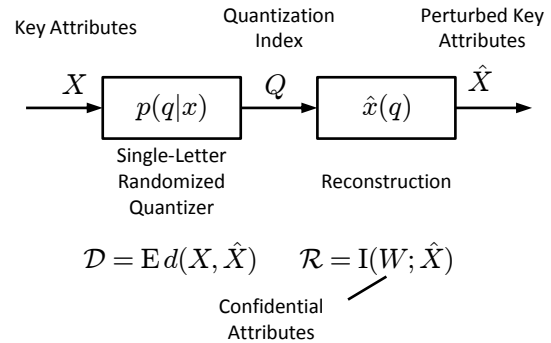 Key Attributes
Quantization
Index
Perturbed Key
Attributes
X
p(q|x)
Q
x̂(q)
X̂
Single-Letter
Randomized
Quantizer
Reconstruction
𝒟 = E d(X, X̂)
ℛ = I(W; X̂)
Confidential
Attributes